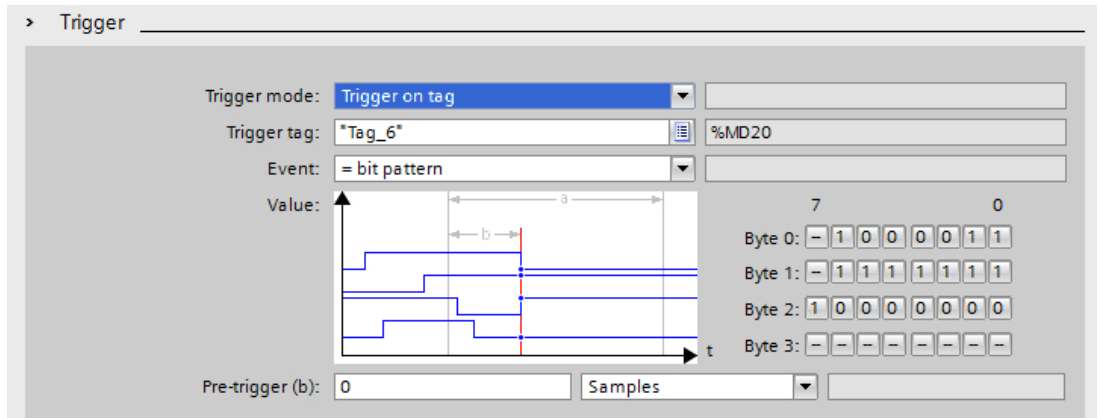 > Trigger
Trigger mode: Trigger on tag
Trigger tag: "Tag_6" %MD20
Event: = bit pattern
Value: a 7 0
b Byte 0: - 1 0 0 0 0 1 1
Byte 1: - 1 1 1 1 1 1 1
Byte 2: 1 0 0 0 0 0 0 0
t Byte 3: - - - - - - - -
Pre-trigger (b): 0 Samples